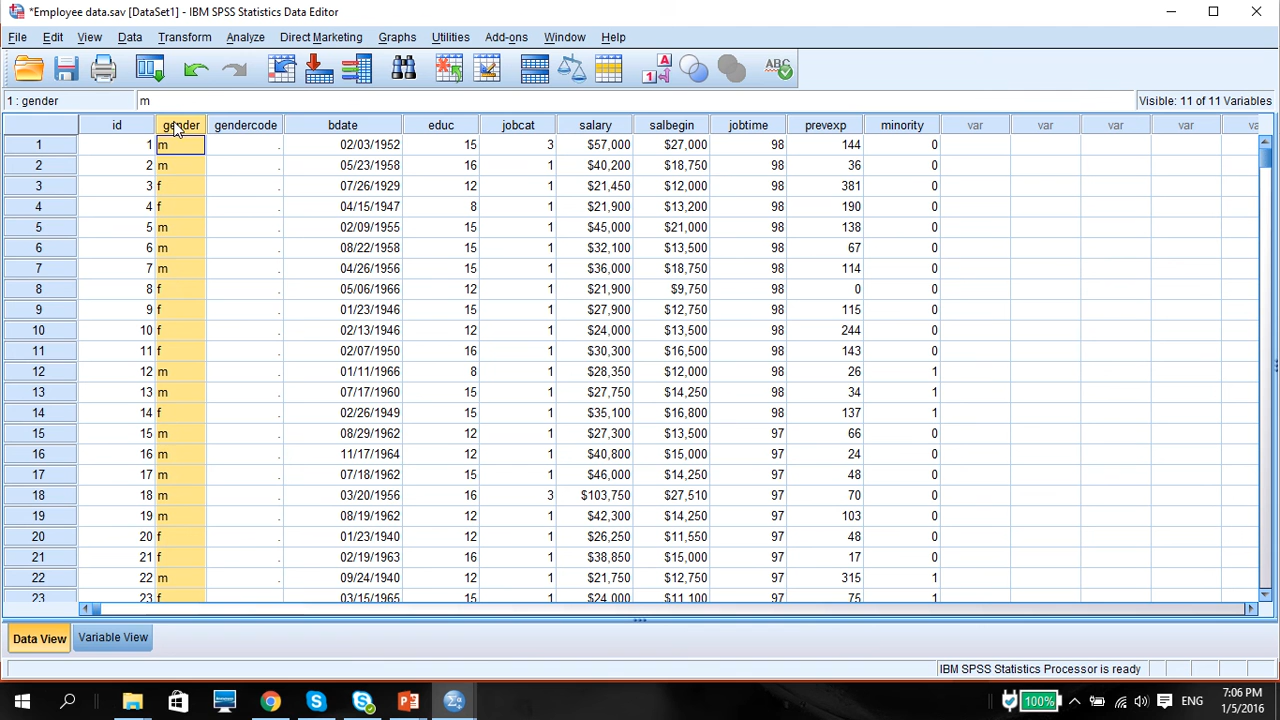 *Employee data.sav [DataSet1] - IBM SPSS Statistics Data Editor
File Edit View Data Transform Analyze Direct Marketing Graphs Utilities Add-ons Window Help
1 : gender m Visible: 11 of 11 Variables
id gender gendercode bdate educ jobcat salary salbegin jobtime prevexp minority var var var var va
1 1 m . 02/03/1952 15 3 $57,000 $27,000 98 144 0
2 2 m . 05/23/1958 16 1 $40,200 $18,750 98 36 0
3 3 f . 07/26/1929 12 1 $21,450 $12,000 98 381 0
4 4 f . 04/15/1947 8 1 $21,900 $13,200 98 190 0
5 5 m . 02/09/1955 15 1 $45,000 $21,000 98 138 0
6 6 m . 08/22/1958 15 1 $32,100 $13,500 98 67 0
7 7 m . 04/26/1956 15 1 $36,000 $18,750 98 114 0
8 8 f . 05/06/1966 12 1 $21,900 $9,750 98 0 0
9 9 f . 01/23/1946 15 1 $27,900 $12,750 98 115 0
10 10 f . 02/13/1946 12 1 $24,000 $13,500 98 244 0
11 11 f . 02/07/1950 16 1 $30,300 $16,500 98 143 0
12 12 m . 01/11/1966 8 1 $28,350 $12,000 98 26 1
13 13 m . 07/17/1960 15 1 $27,750 $14,250 98 34 1
14 14 f . 02/26/1949 15 1 $35,100 $16,800 98 137 1
15 15 m . 08/29/1962 12 1 $27,300 $13,500 97 66 0
16 16 m . 11/17/1964 12 1 $40,800 $15,000 97 24 0
17 17 m . 07/18/1962 15 1 $46,000 $14,250 97 48 0
18 18 m . 03/20/1956 16 3 $103,750 $27,510 97 70 0
19 19 m . 08/19/1962 12 1 $42,300 $14,250 97 103 0
20 20 f . 01/23/1940 12 1 $26,250 $11,550 97 48 0
21 21 f . 02/19/1963 16 1 $38,850 $15,000 97 17 0
22 22 m . 09/24/1940 12 1 $21,750 $12,750 97 315 1
23 23 f . 03/15/1965 15 1 $24,000 $11,100 97 75 1
Data View Variable View
IBM SPSS Statistics Processor is ready
100% ENG 7:06 PM
1/5/2016